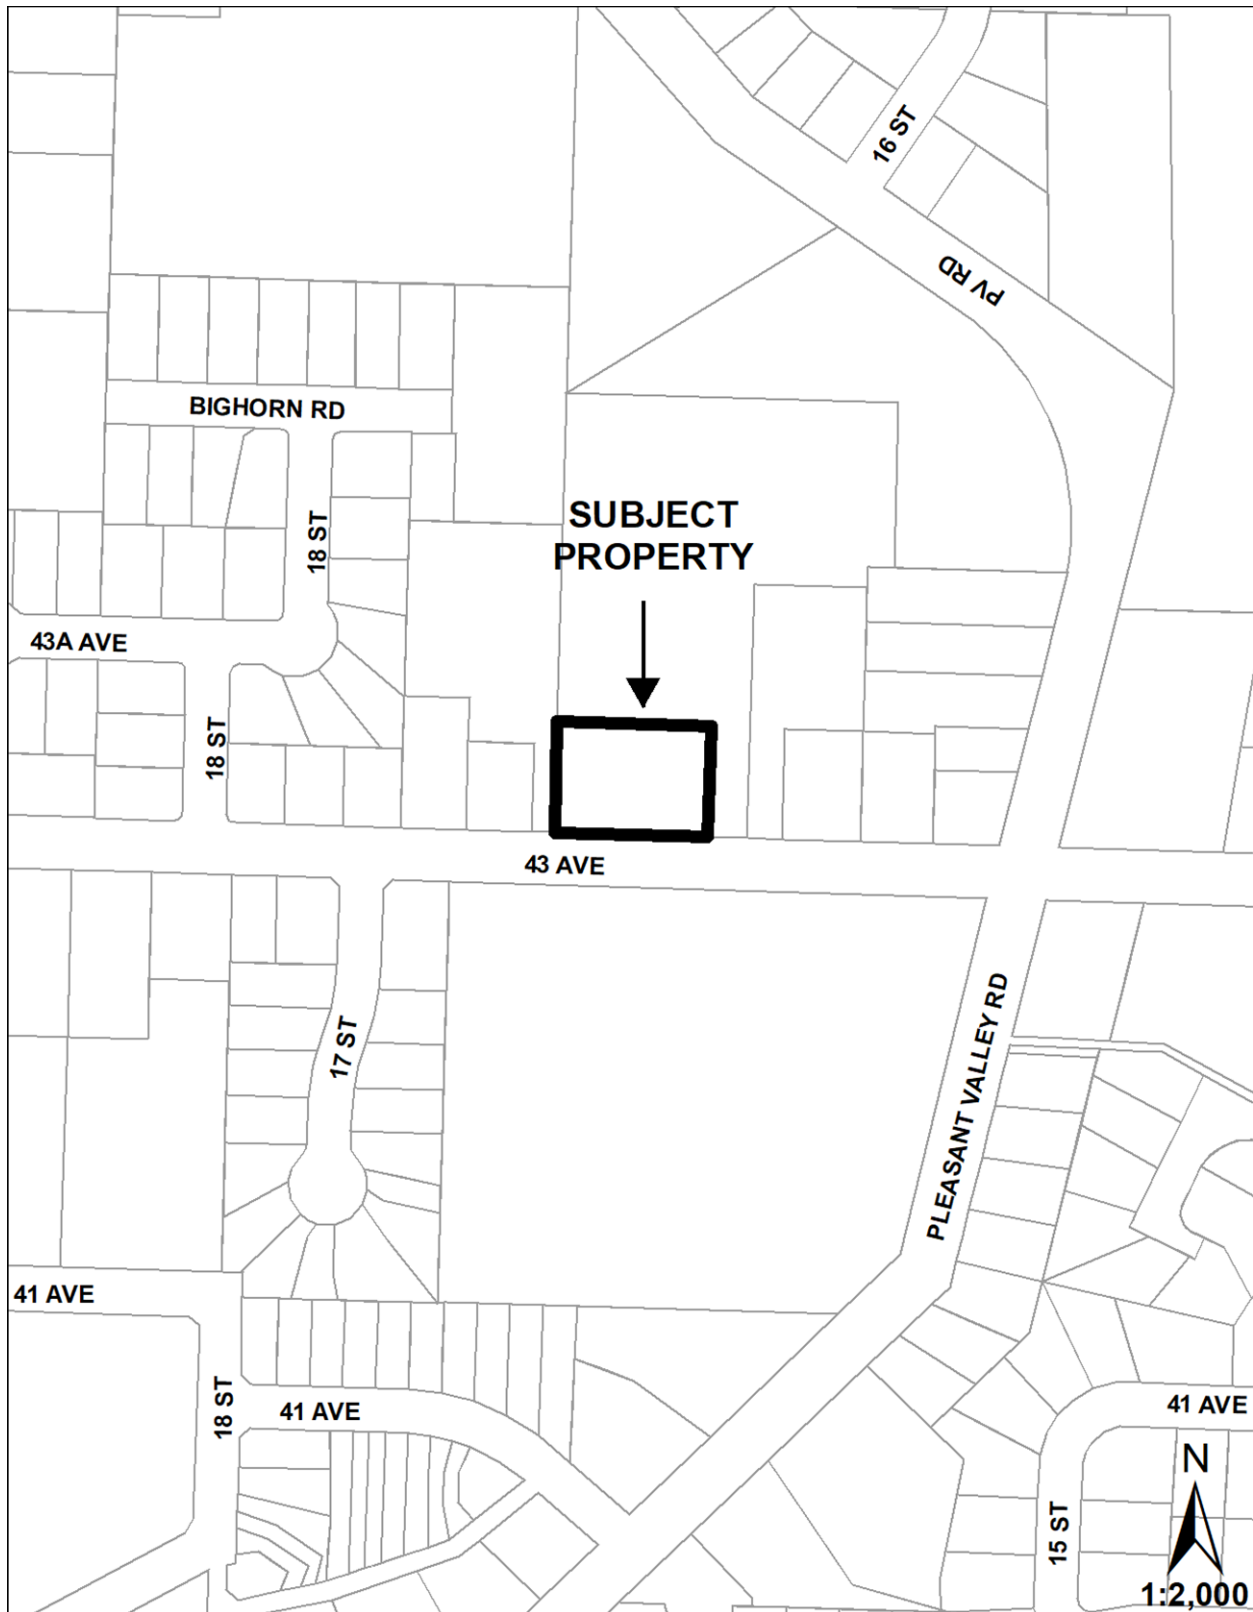 16 ST
PV RD
BIGHORN RD
SUBJECT
PROPERTY
18 ST
43A AVE
18 ST
43 AVE
17 ST
PLEASANT VALLEY RD
41 AVE
18 ST
41 AVE
41 AVE
N
15 ST
1:2,000